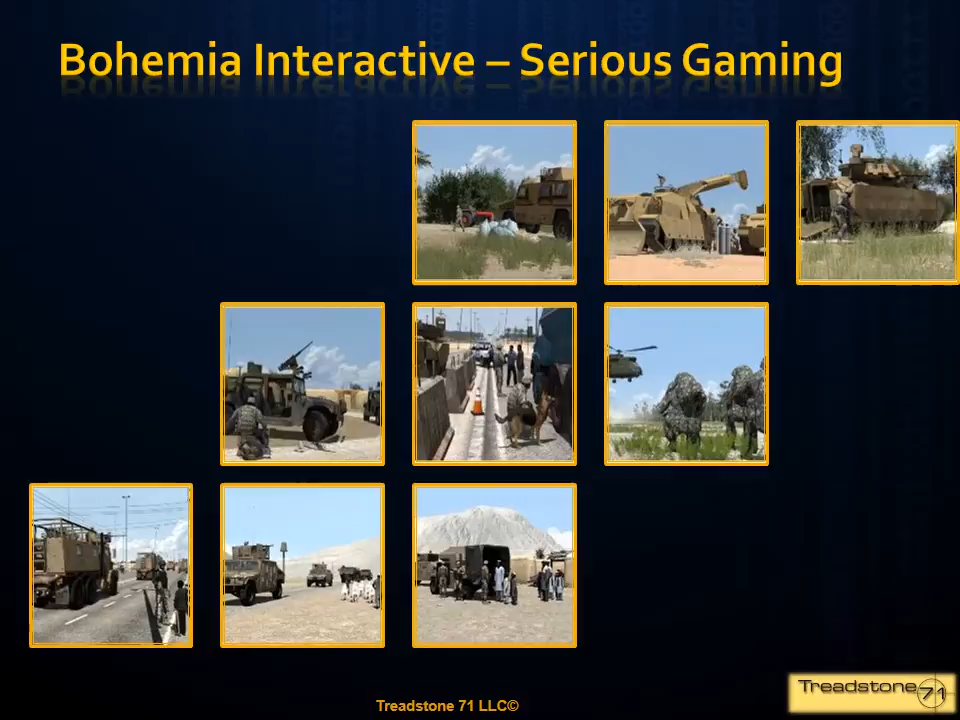 Bohemia Interactive – Serious Gaming
Treadstone 71
Treadstone 71 LLC©